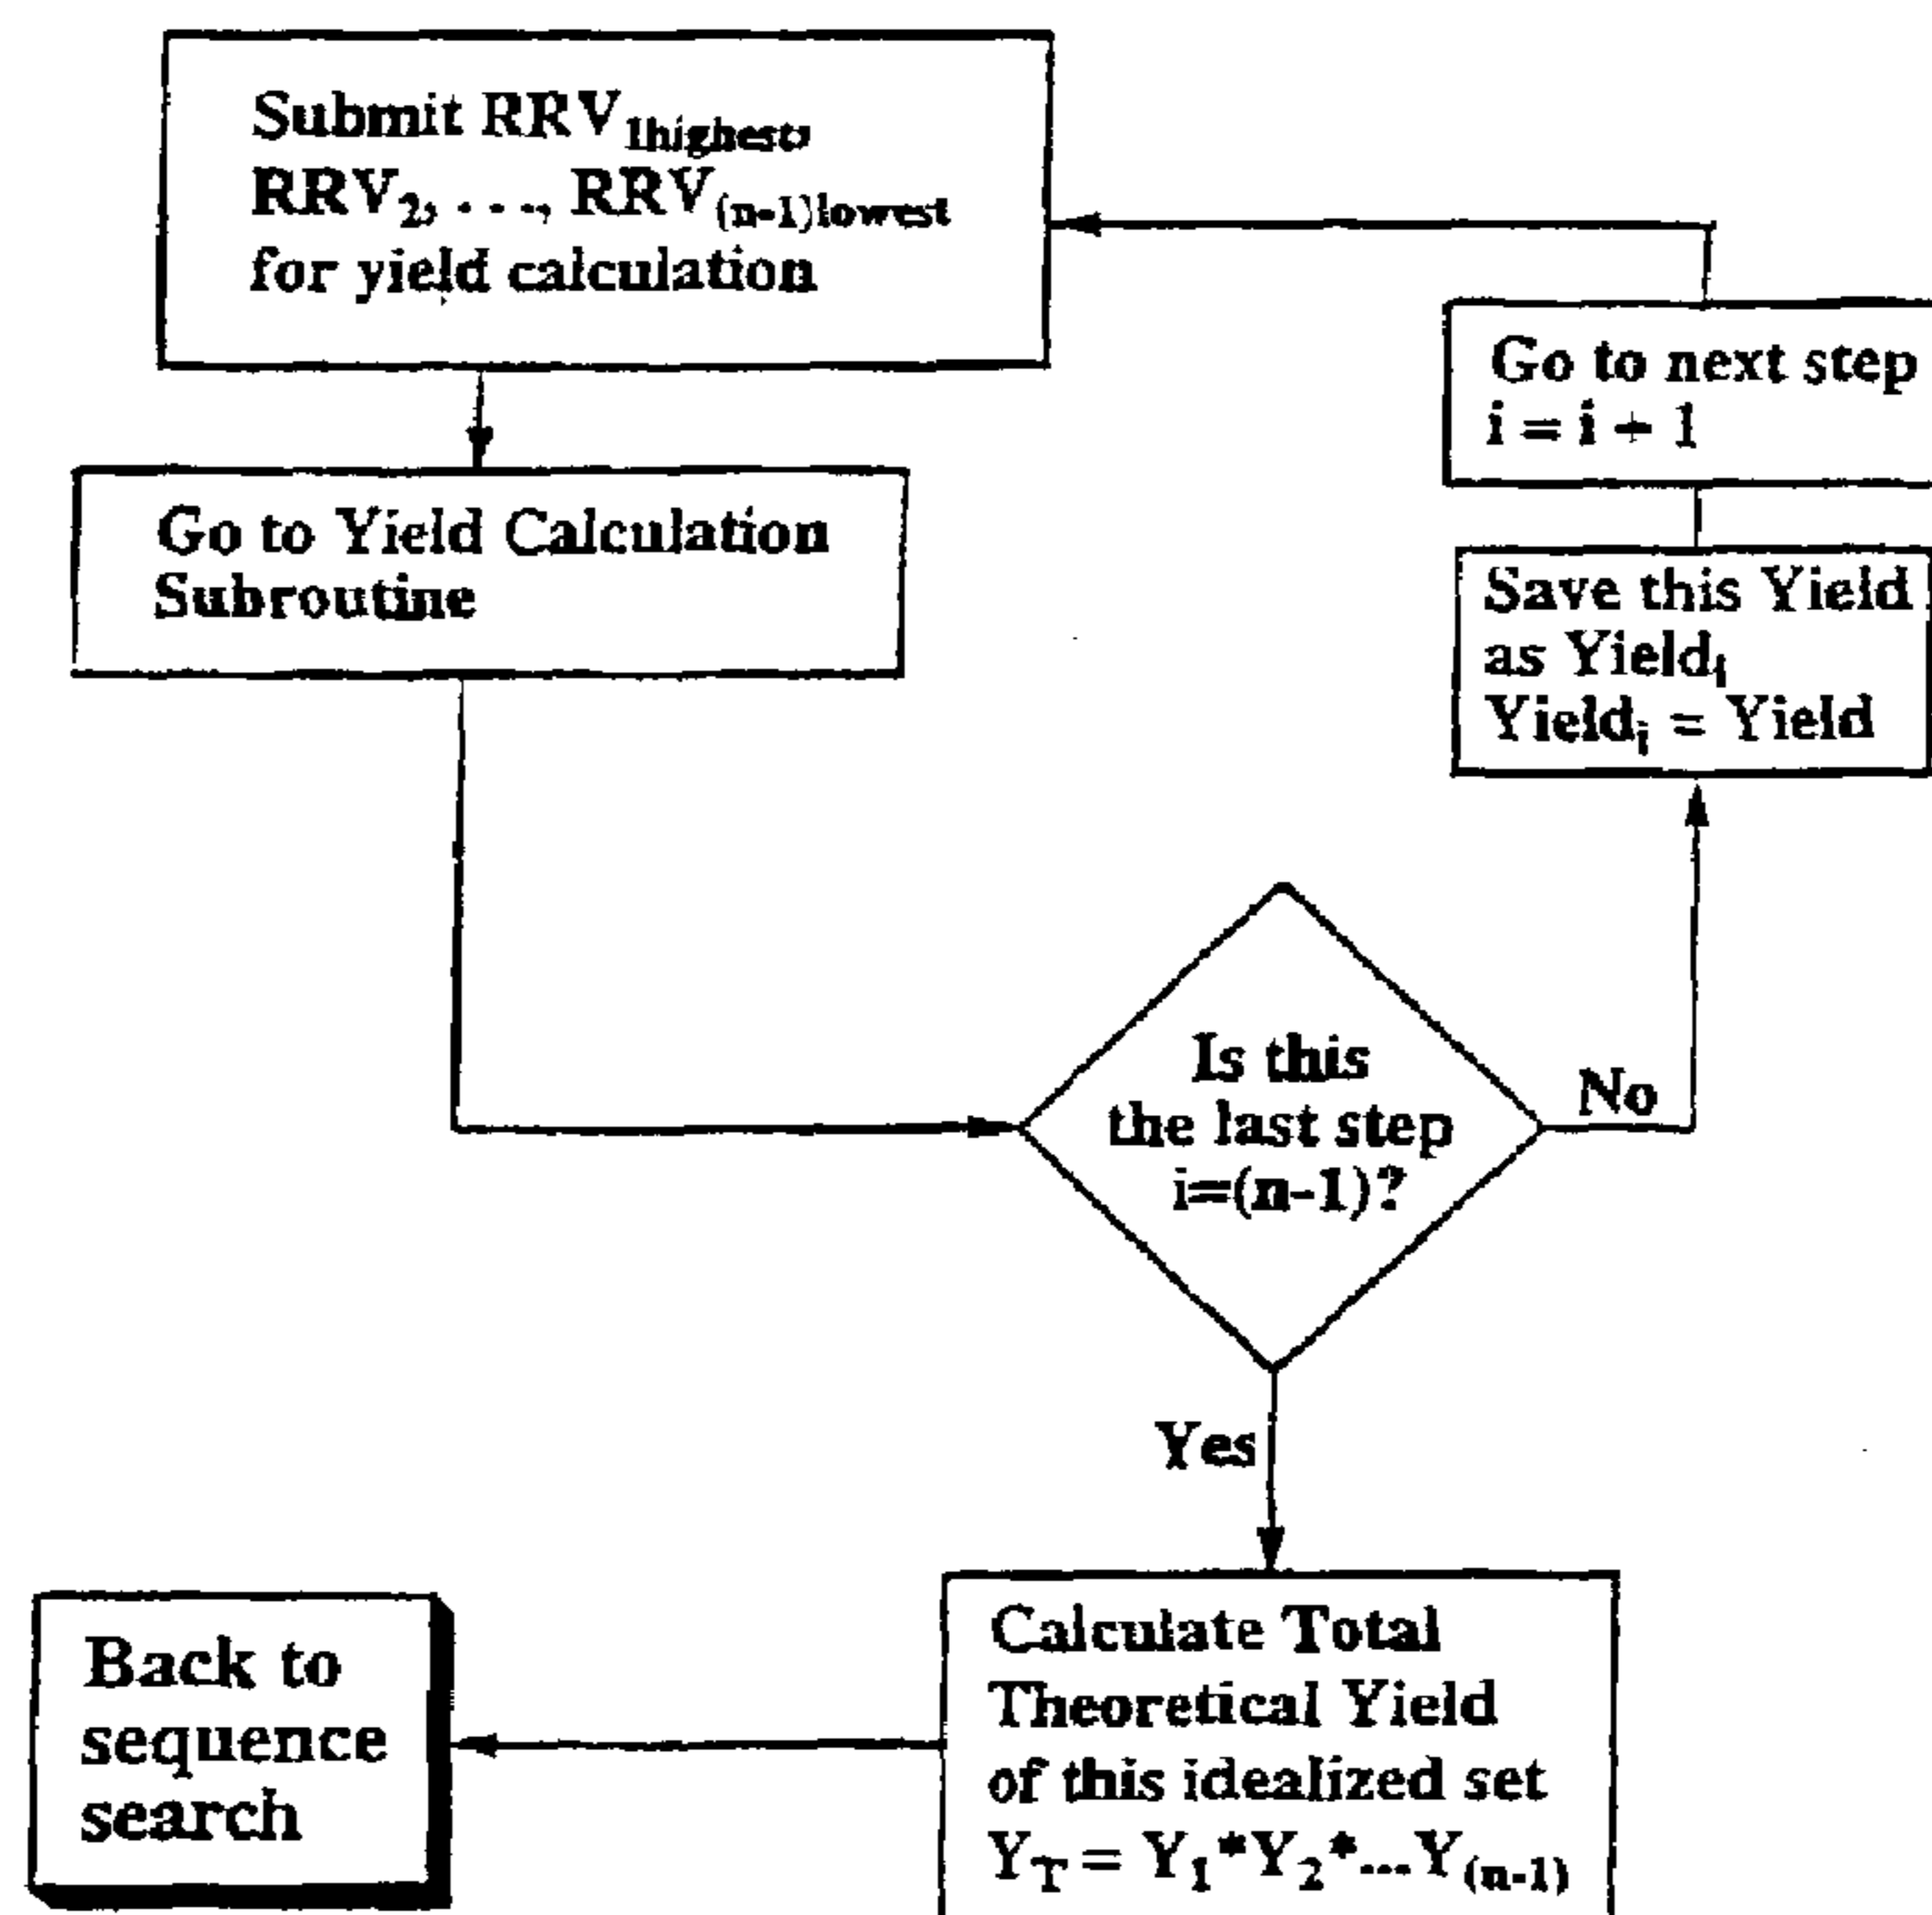 Submit RRV1highest,
RRV2, . . ., RRV(n-1)lowest
for yield calculation
Go to Yield Calculation
Subroutine
Is this
the last step
i=(n-1)?
No
Save this Yield
as Yieldi
Yieldi = Yield
Go to next step
i = i + 1
Yes
Calculate Total
Theoretical Yield
of this idealized set
YT = Y1*Y2*...Y(n-1)
Back to
sequence
search